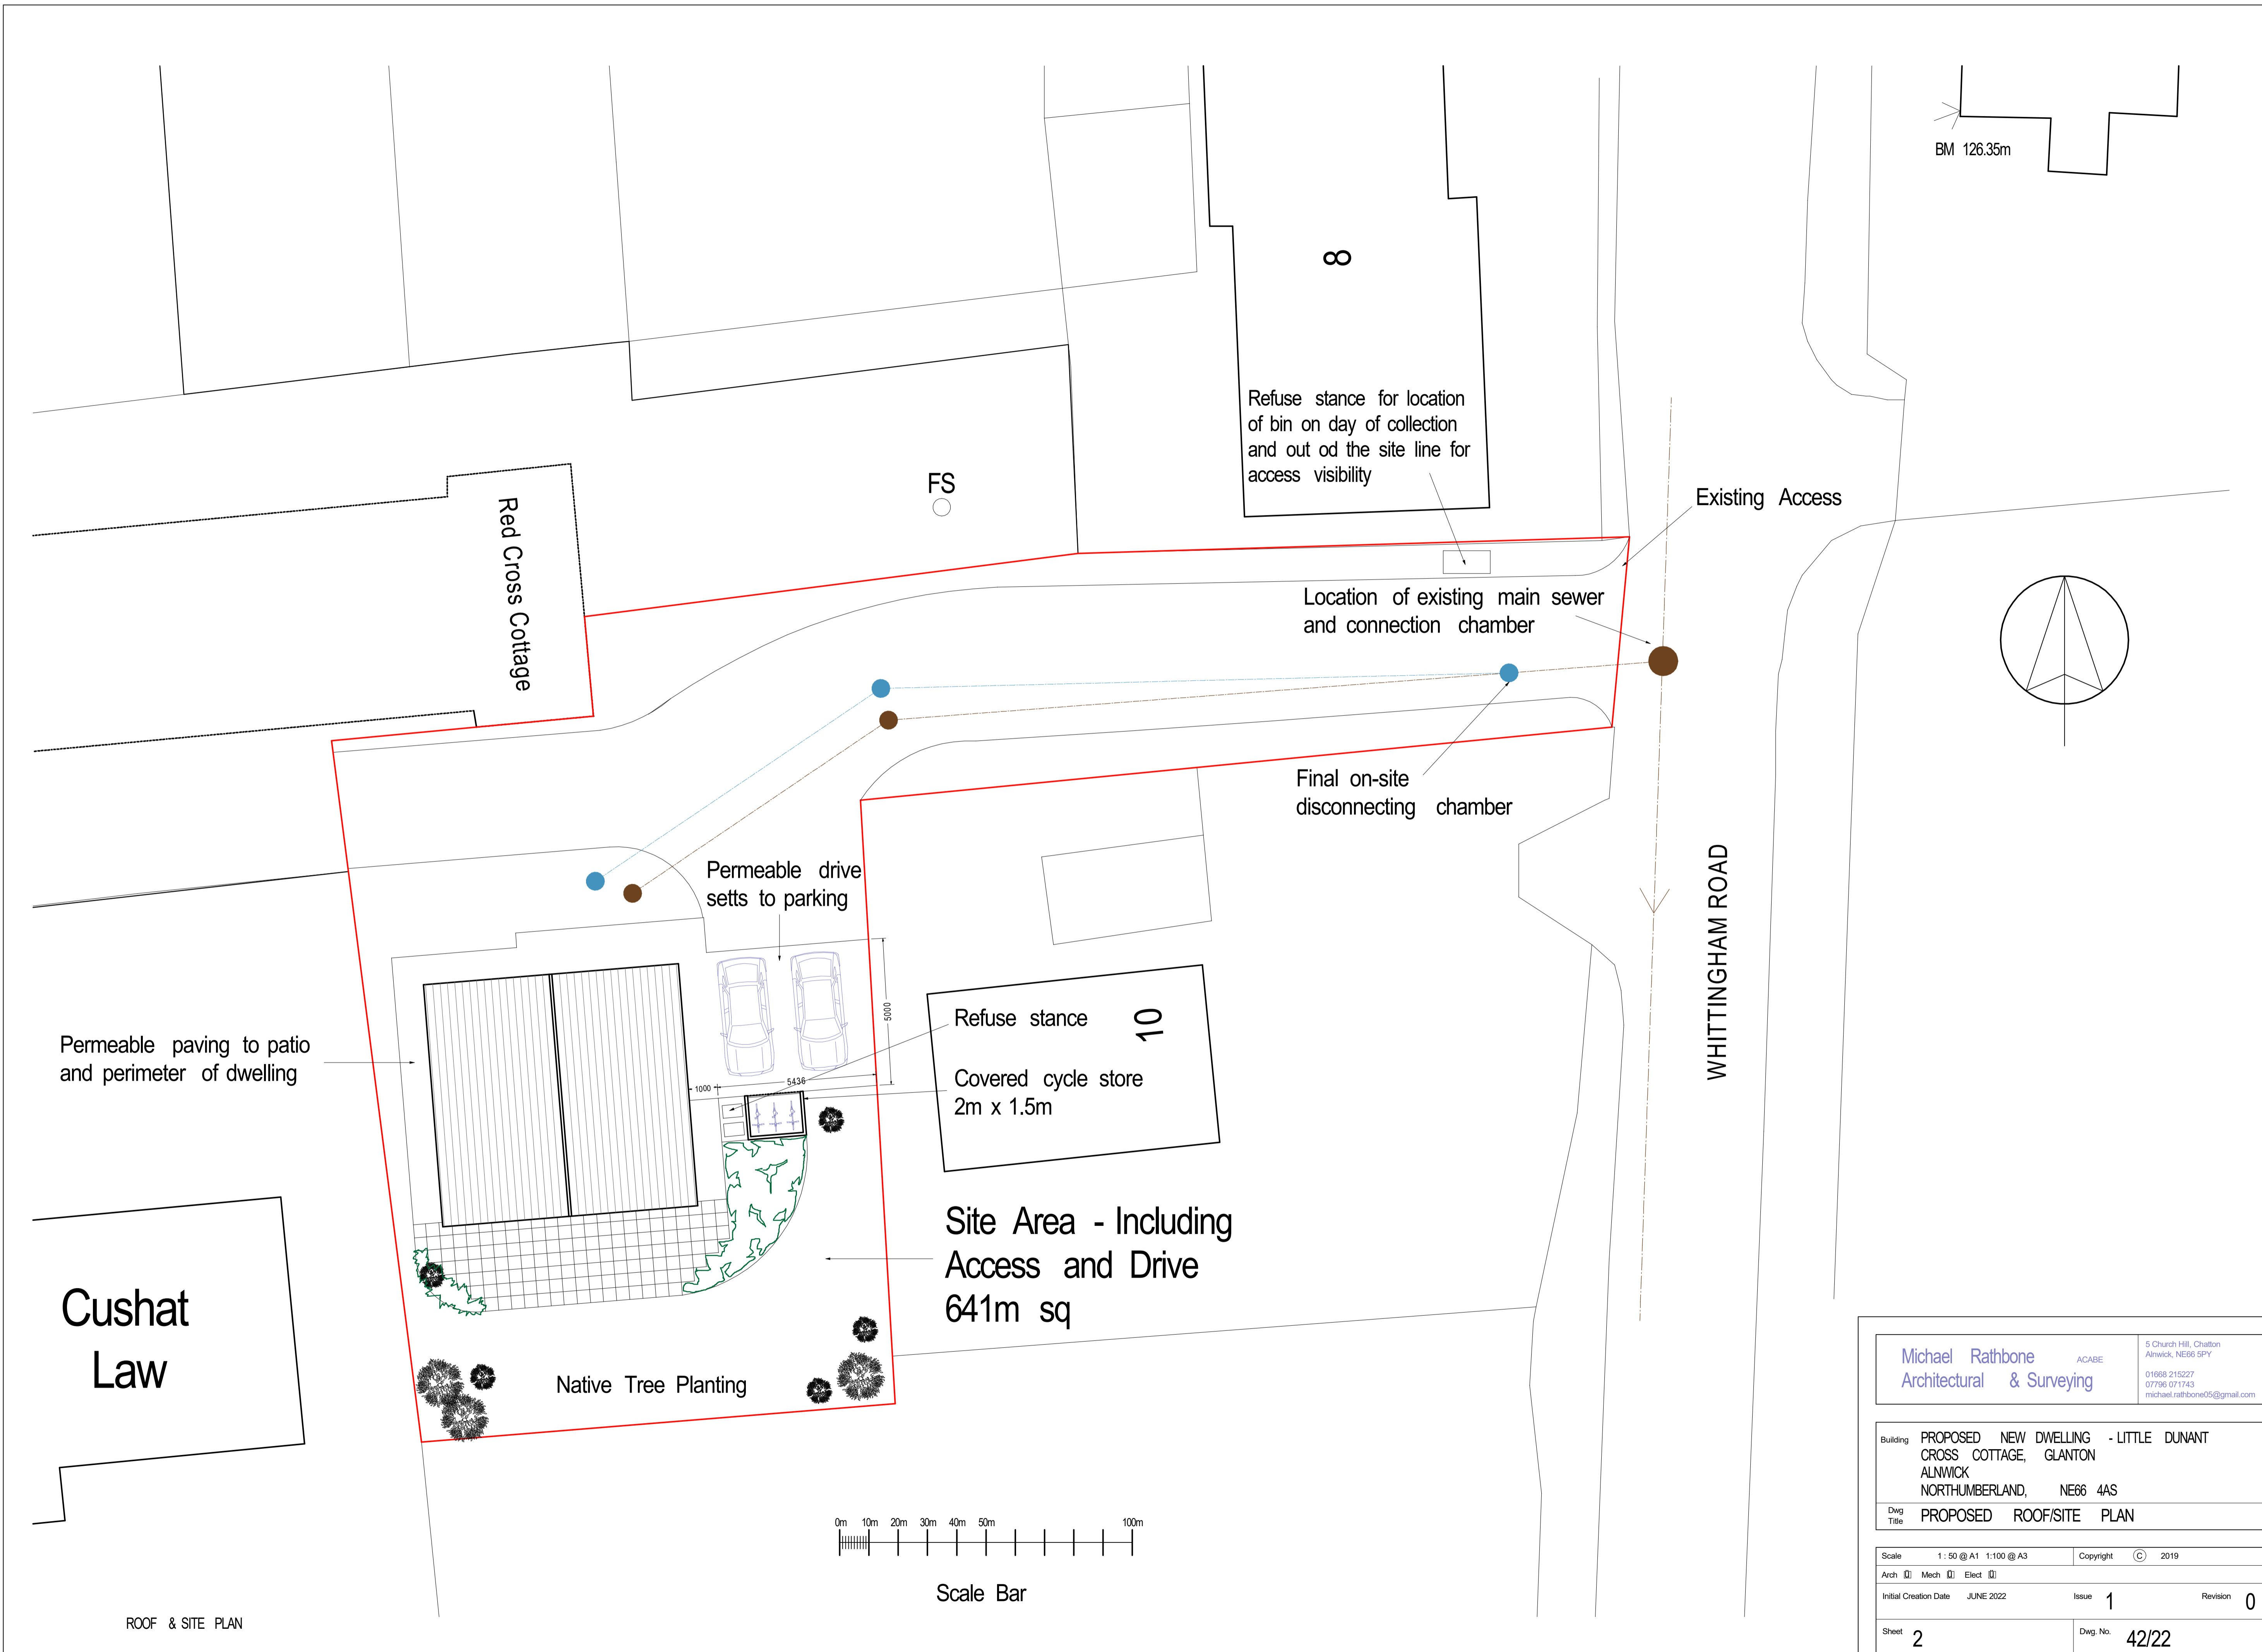 BM 126.35m
8
Refuse stance for location
of bin on day of collection
and out od the site line for
access visibility
FS
Existing Access
Red Cross Cottage
Location of existing main sewer
and connection chamber
Final on-site
disconnecting chamber
Permeable drive
setts to parking
WHITTINGHAM ROAD
5000
Refuse stance
10
Permeable paving to patio
and perimeter of dwelling
1000
5436
Covered cycle store
2m x 1.5m
Site Area - Including
Access and Drive
641m sq
Cushat
Law
Native Tree Planting
0m 10m 20m 30m 40m 50m 100m
Scale Bar
ROOF & SITE PLAN
Michael Rathbone ACABE
Architectural & Surveying
5 Church Hill, Chatton
Alnwick, NE66 5PY
01668 215227
07796 071743
michael.rathbone05@gmail.com
Building PROPOSED NEW DWELLING - LITTLE DUNANT
CROSS COTTAGE, GLANTON
ALNWICK
NORTHUMBERLAND, NE66 4AS
Dwg Title PROPOSED ROOF/SITE PLAN
Scale 1 : 50 @ A1 1:100 @ A3 Copyright © 2019
Arch Mech Elect
Initial Creation Date JUNE 2022 Issue 1 Revision 0
Sheet 2 Dwg. No. 42/22